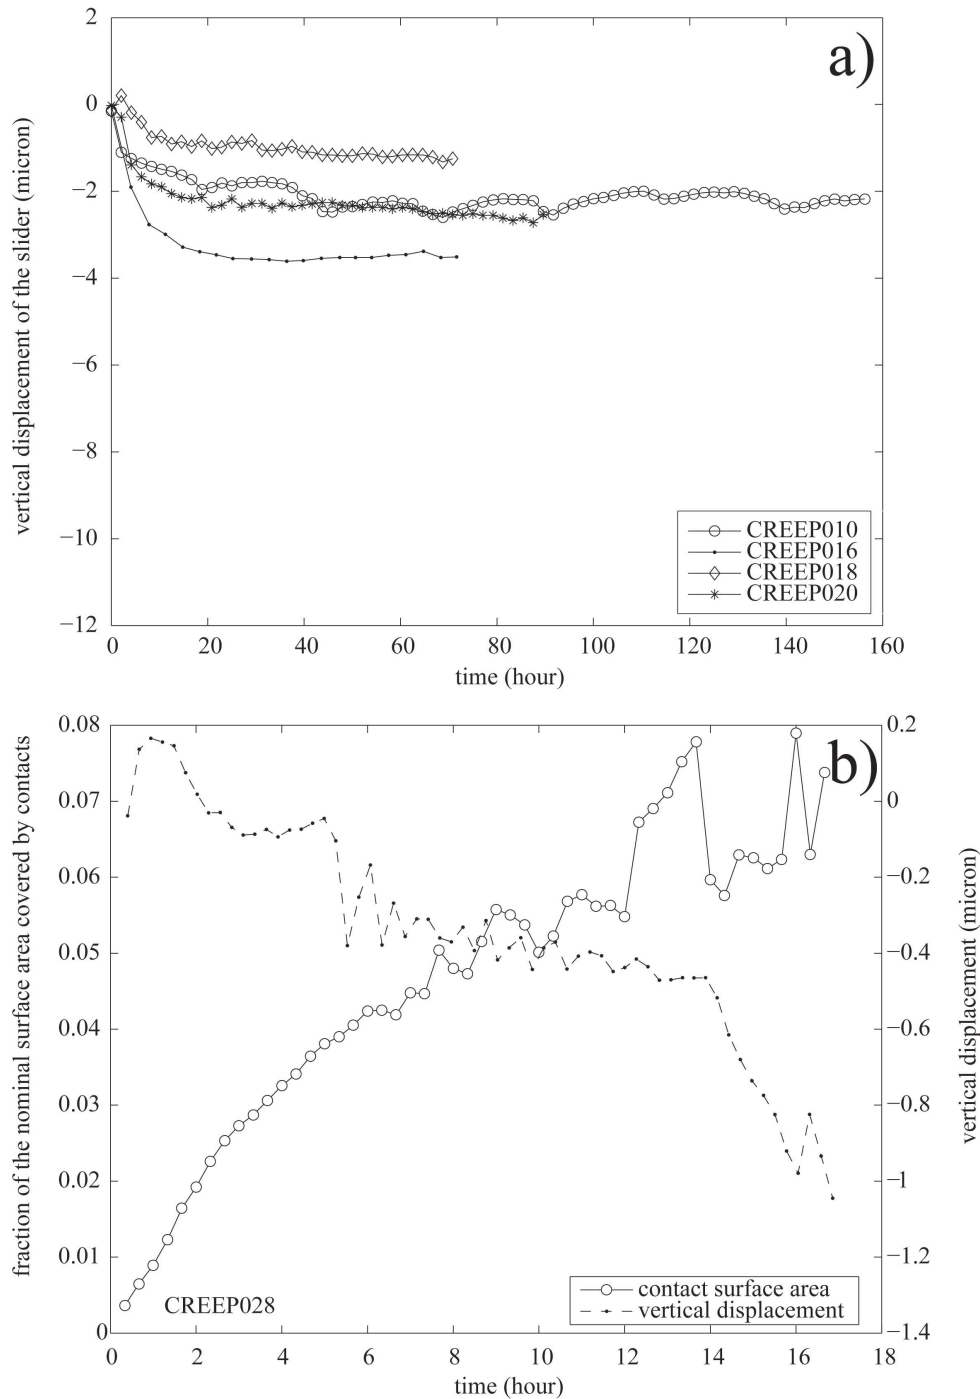 a)
2
0
−2
−4
−6
−8
−10
−12
vertical displacement of the slider (micron)
CREEP010
CREEP016
CREEP018
CREEP020
0 20 40 60 80 100 120 140 160
time (hour)
b)
0.08
0.07
0.06
0.05
0.04
0.03
0.02
0.01
0
fraction of the nominal surface area covered by contacts
0.2
0
−0.2
−0.4
−0.6
−0.8
−1
−1.2
−1.4
vertical displacement (micron)
CREEP028
contact surface area
vertical displacement
0 2 4 6 8 10 12 14 16 18
time (hour)